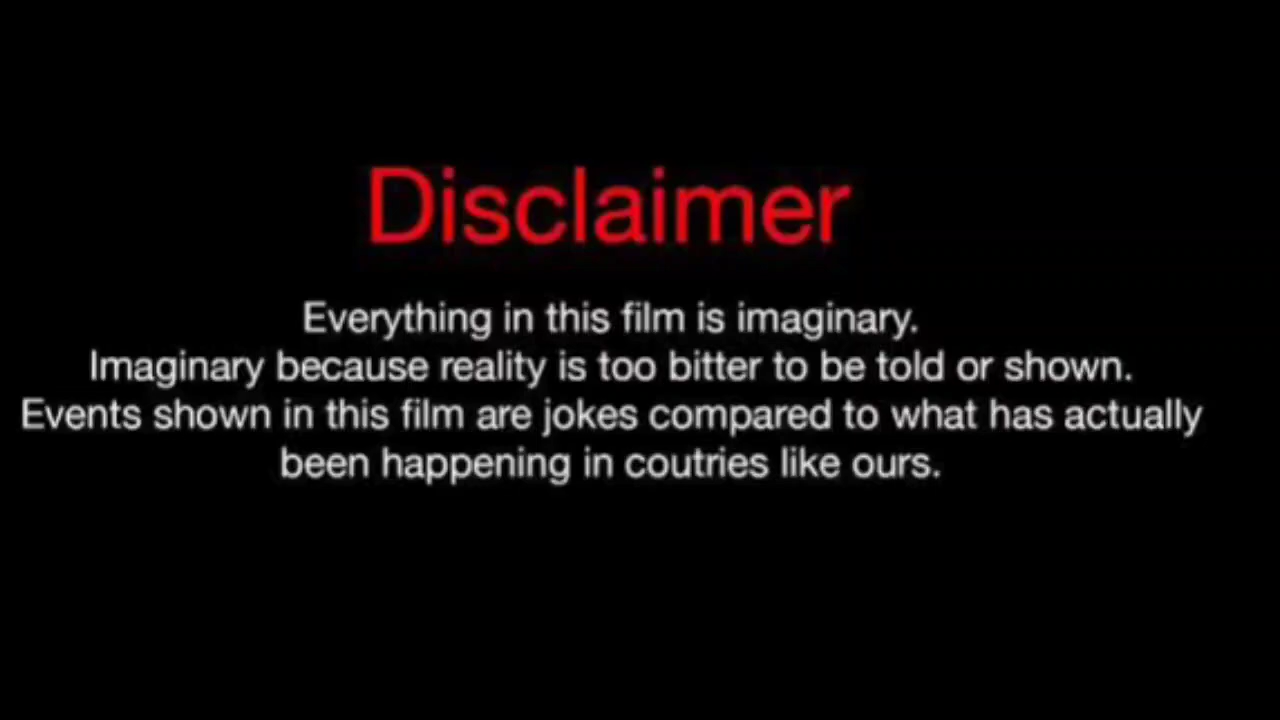 Disclaimer
Everything in this film is imaginary.
Imaginary because reality is too bitter to be told or shown.
Events shown in this film are jokes compared to what has actually
been happening in coutries like ours.